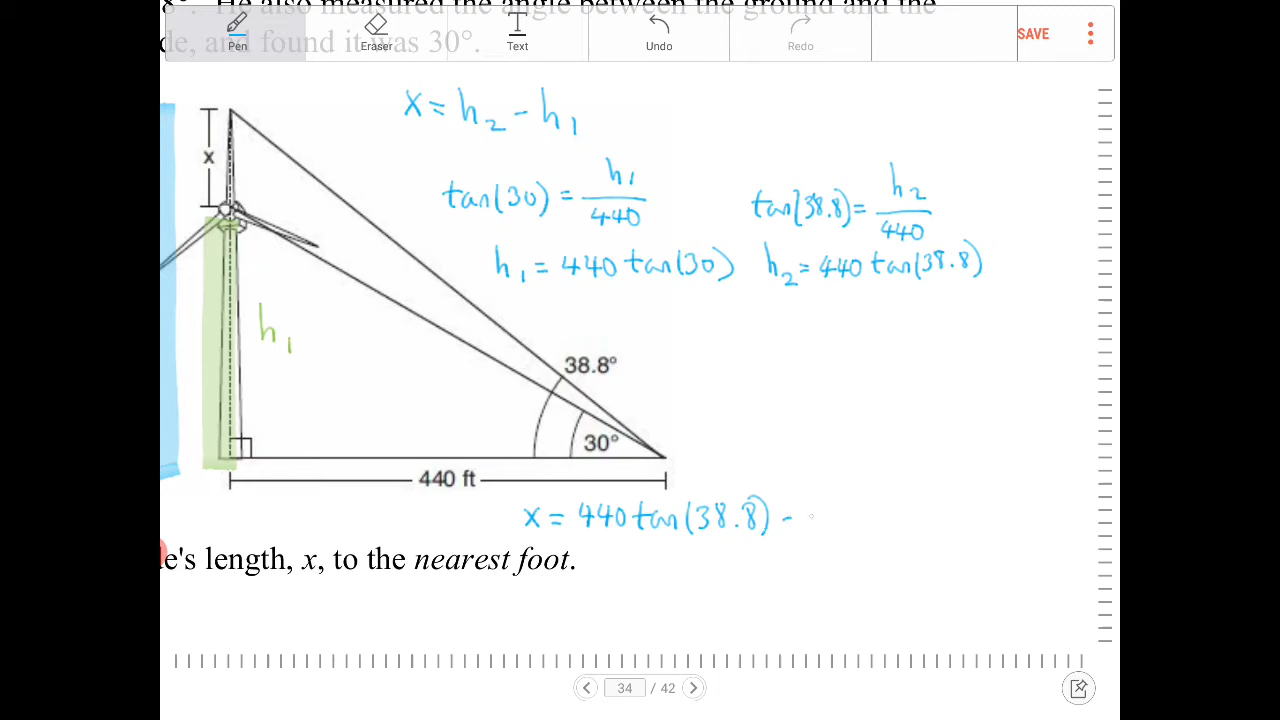 8°. He also measured the angle between the ground and the
de, and found it was 30°.
Pen Eraser Text Undo Redo SAVE
x = h2 - h1
x
tan(30) = h1/440
tan(38.8) = h2/440
h1 = 440 tan(30)
h2 = 440 tan(38.8)
h1
38.8°
30°
440 ft
x = 440 tan(38.8) -
de's length, x, to the nearest foot.
34 / 42